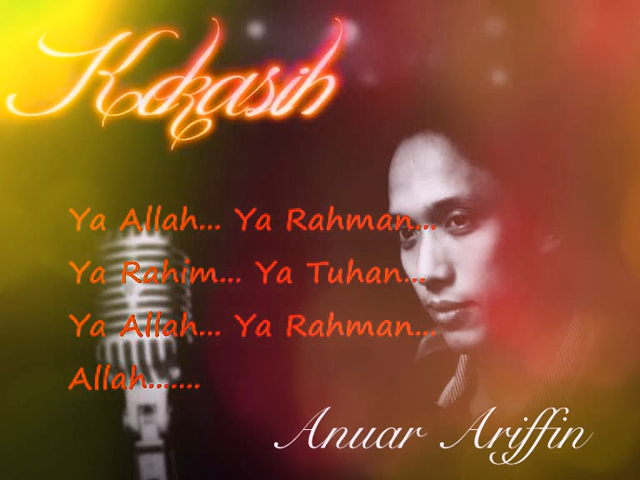 Kekasih
Ya Allah... Ya Rahman...
Ya Rahim... Ya Tuhan...
Ya Allah... Ya Rahman...
Allah.......
Anuar Ariffin